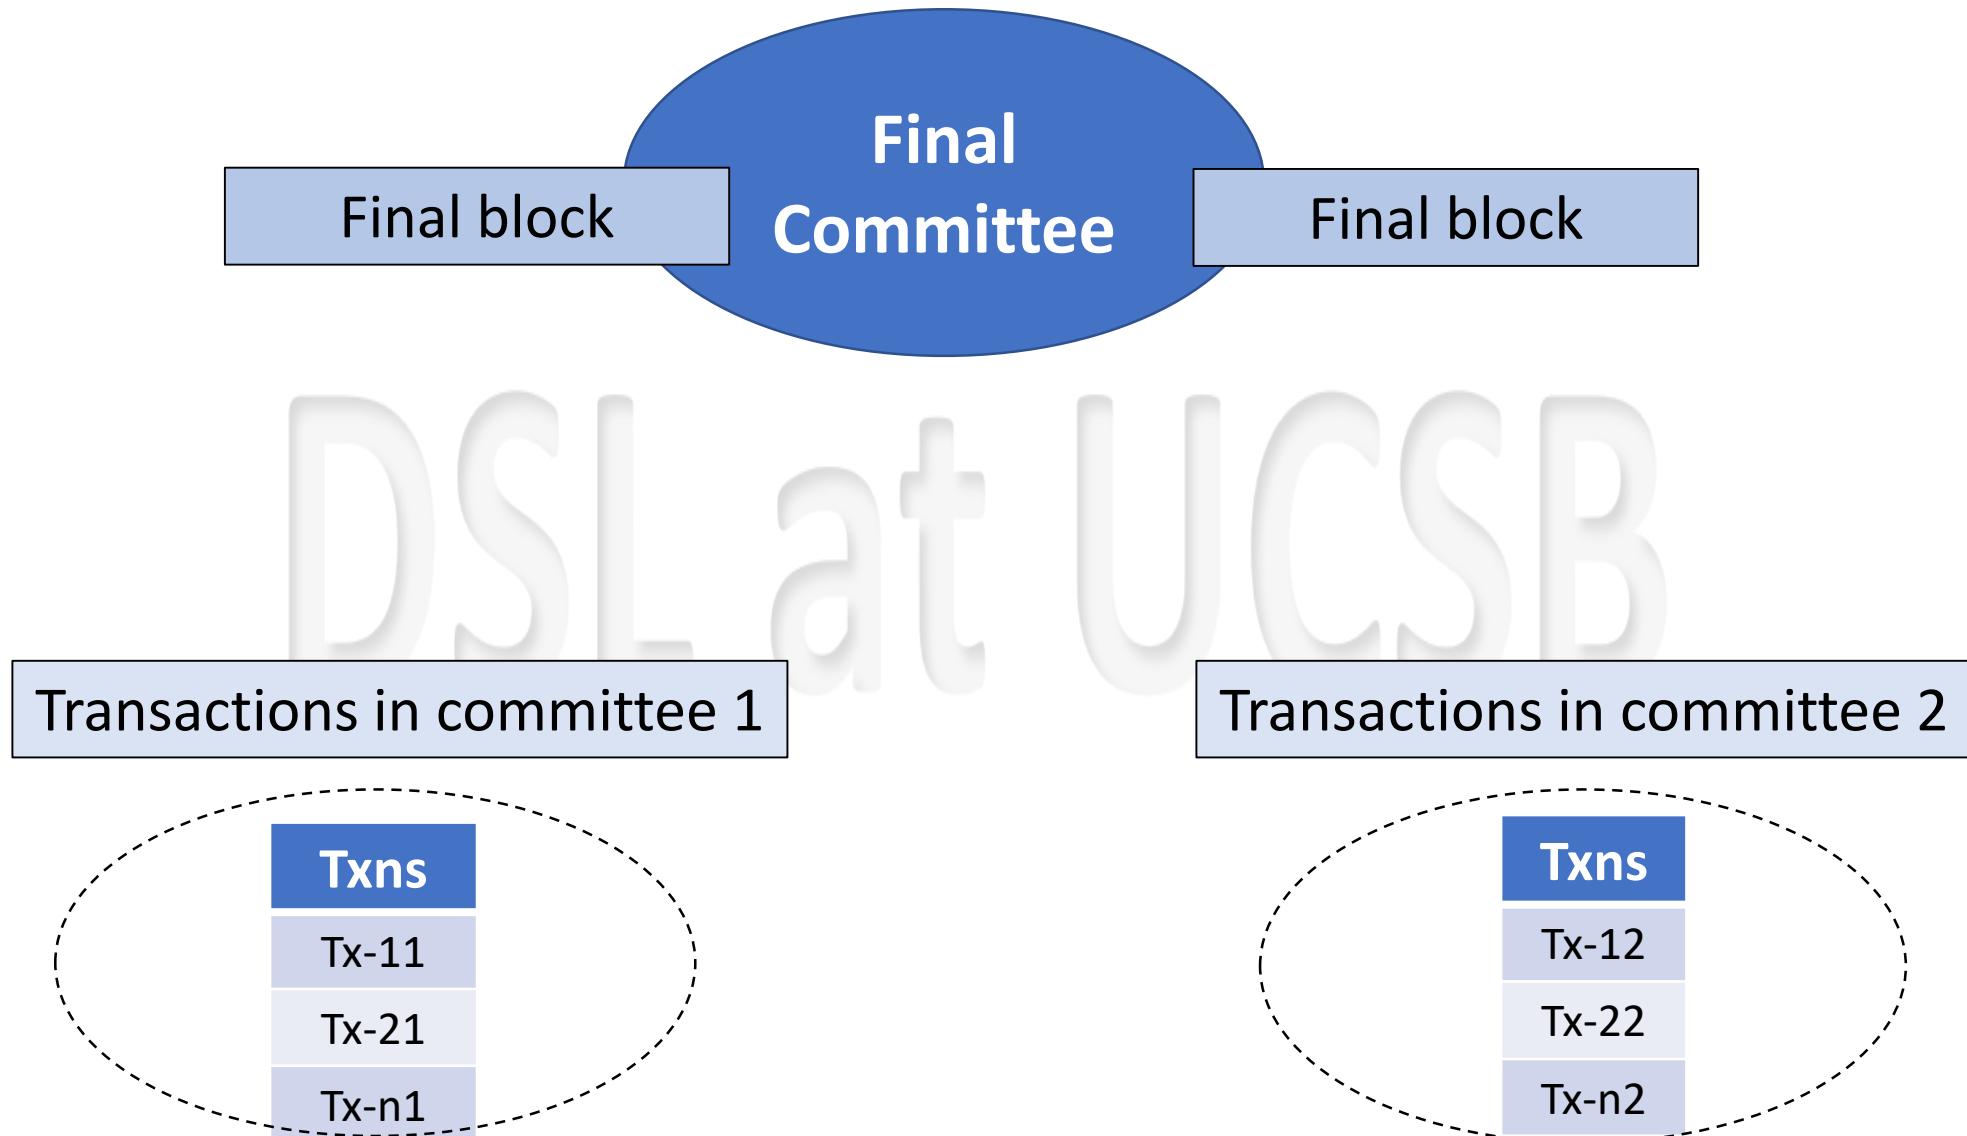 Final
Committee
Final block
Final block
DSL at UCSB
Transactions in committee 1
Transactions in committee 2
Txns
Tx-11
Tx-21
Tx-n1
Txns
Tx-12
Tx-22
Tx-n2